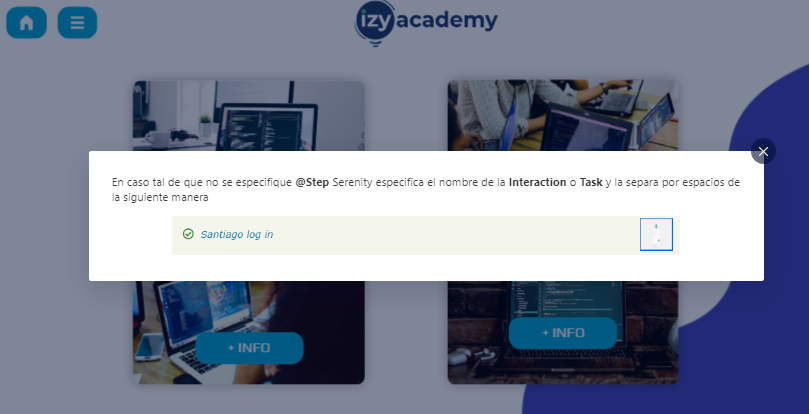 izyacademy
En caso tal de que no se especifique @Step Serenity especifica el nombre de la Interaction o Task y la separa por espacios de
la siguiente manera
Santiago log in
+ INFO
+ INFO